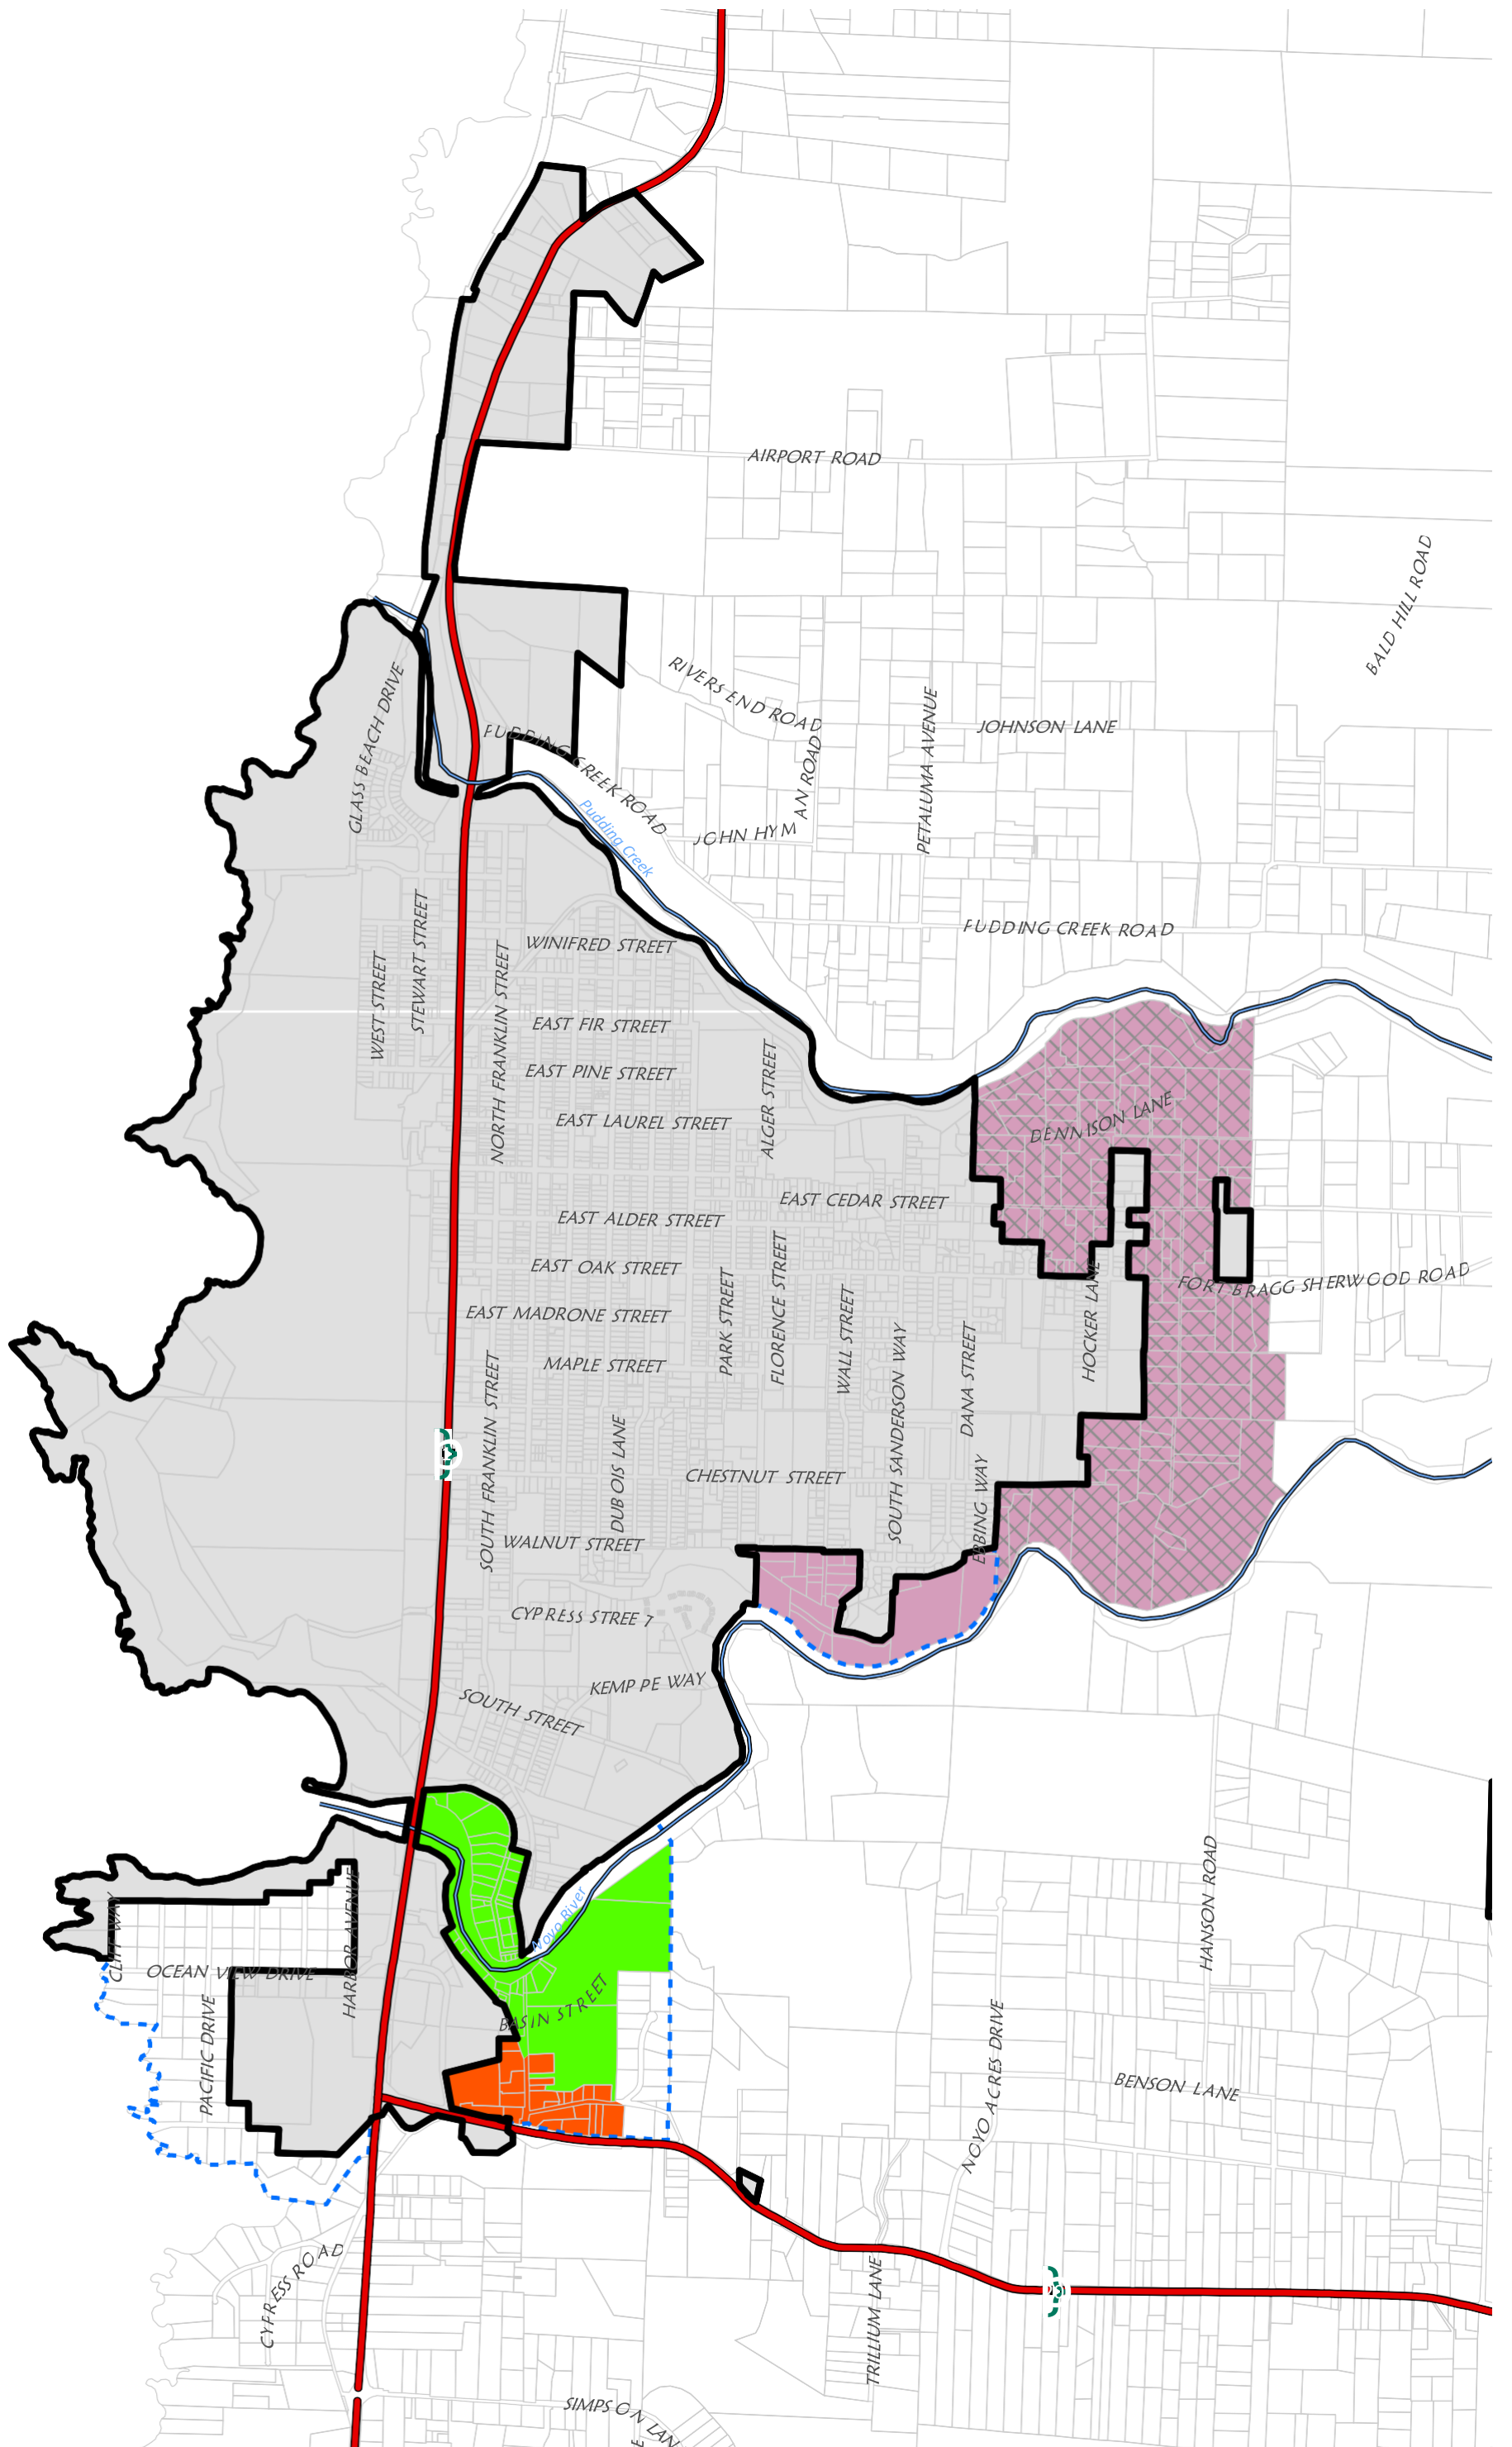 AIRPORT ROAD
BALD HILL ROAD
RIVERS END ROAD
GLASS BEACH DRIVE
PUDDING CREEK ROAD
PETALUMA AVENUE
JOHNSON LANE
AN ROAD
JOHN HYM
Pudding Creek
PUDDING CREEK ROAD
STEWART STREET
WEST STREET
NORTH FRANKLIN STREET
WINIFRED STREET
EAST FIR STREET
EAST PINE STREET
ALGER STREET
EAST LAUREL STREET
DENNISON LANE
EAST CEDAR STREET
EAST ALDER STREET
EAST OAK STREET
PARK STREET
FLORENCE STREET
WALL STREET
HOCKER LANE
FORT BRAGG SHERWOOD ROAD
EAST MADRONE STREET
SOUTH SANDERSON WAY
DANA STREET
MAPLE STREET
SOUTH FRANKLIN STREET
DUBOIS LANE
CHESTNUT STREET
EBBING WAY
WALNUT STREET
CYPRESS STREET
KEMPPE WAY
SOUTH STREET
HANSON ROAD
Noyo River
CLIFF WAY
HARBOR AVENUE
OCEAN VIEW DRIVE
PACIFIC DRIVE
BASIN STREET
NOYO ACRES DRIVE
BENSON LANE
CYPRESS ROAD
TRILLIUM LANE
SIMPSON LAN